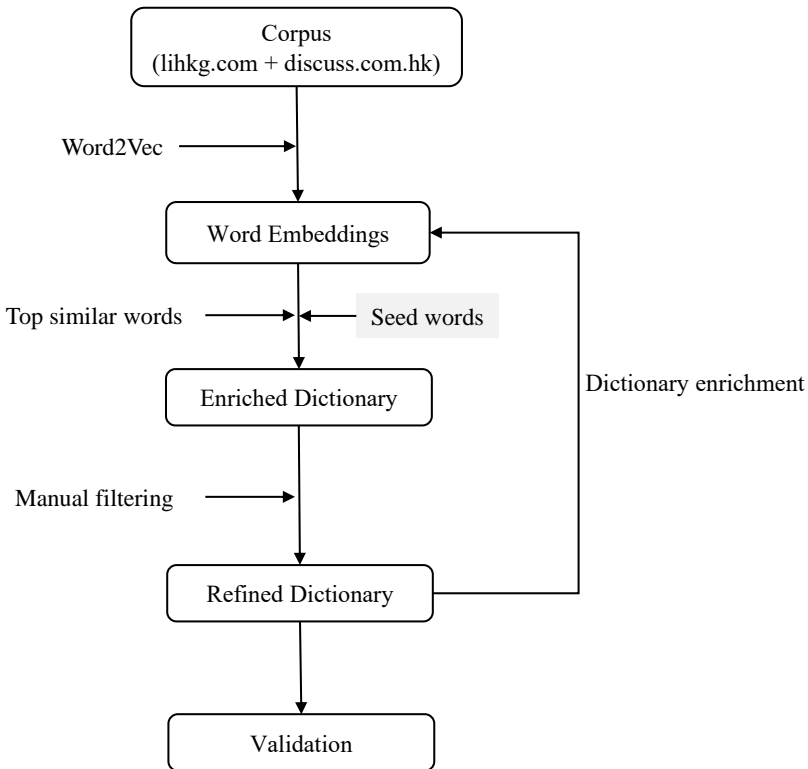 Corpus
(lihkg.com + discuss.com.hk)
Word2Vec
Word Embeddings
Top similar words
Seed words
Enriched Dictionary
Dictionary enrichment
Manual filtering
Refined Dictionary
Validation